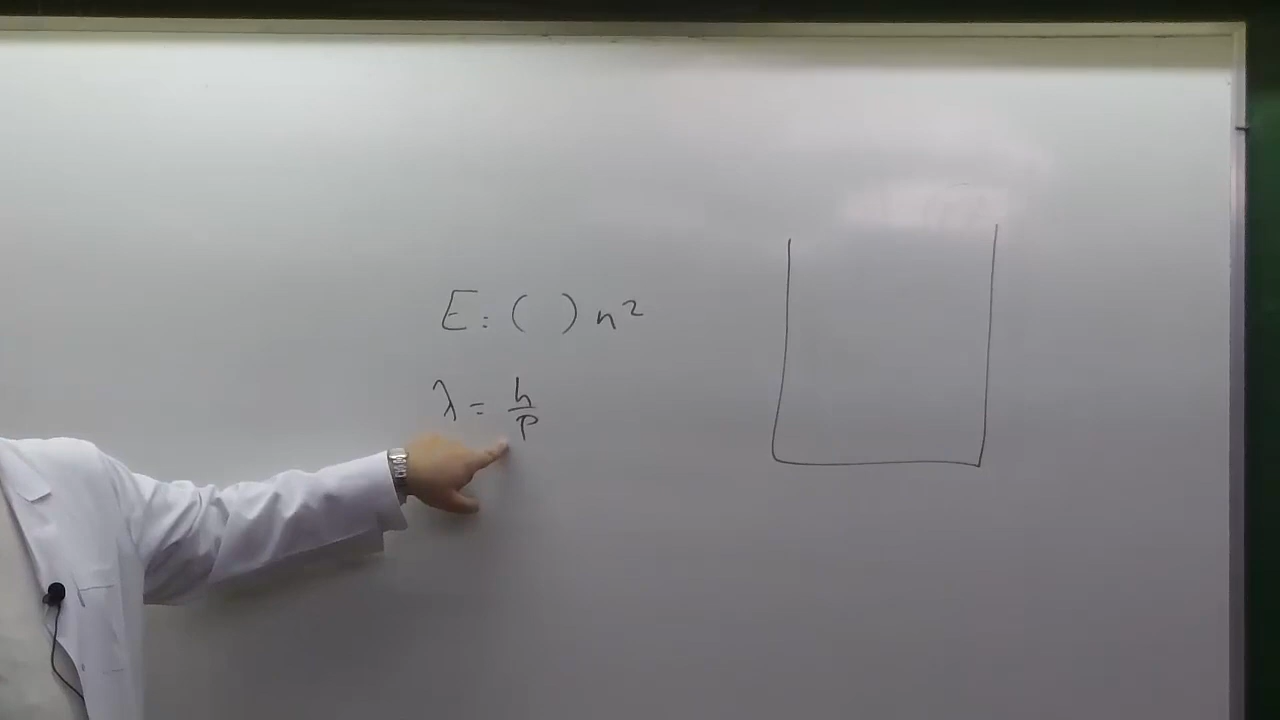 E = ( ) n²
λ = h/p